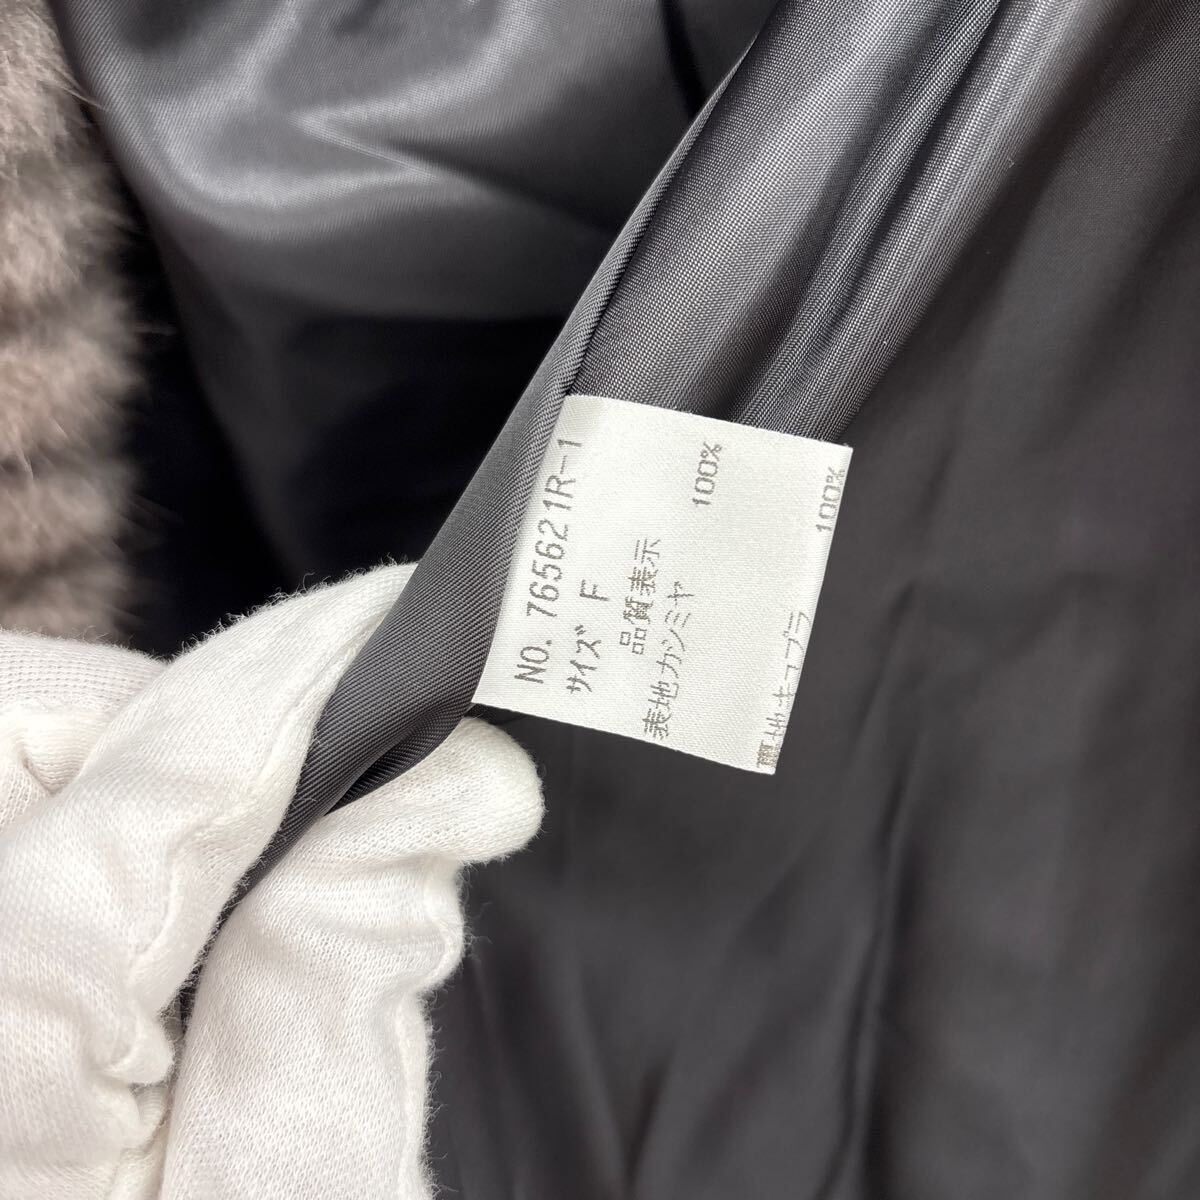 NO. 765621R-1
サイズ F
品質表示
表地カシミヤ 100%
裏地キュプラ 100%